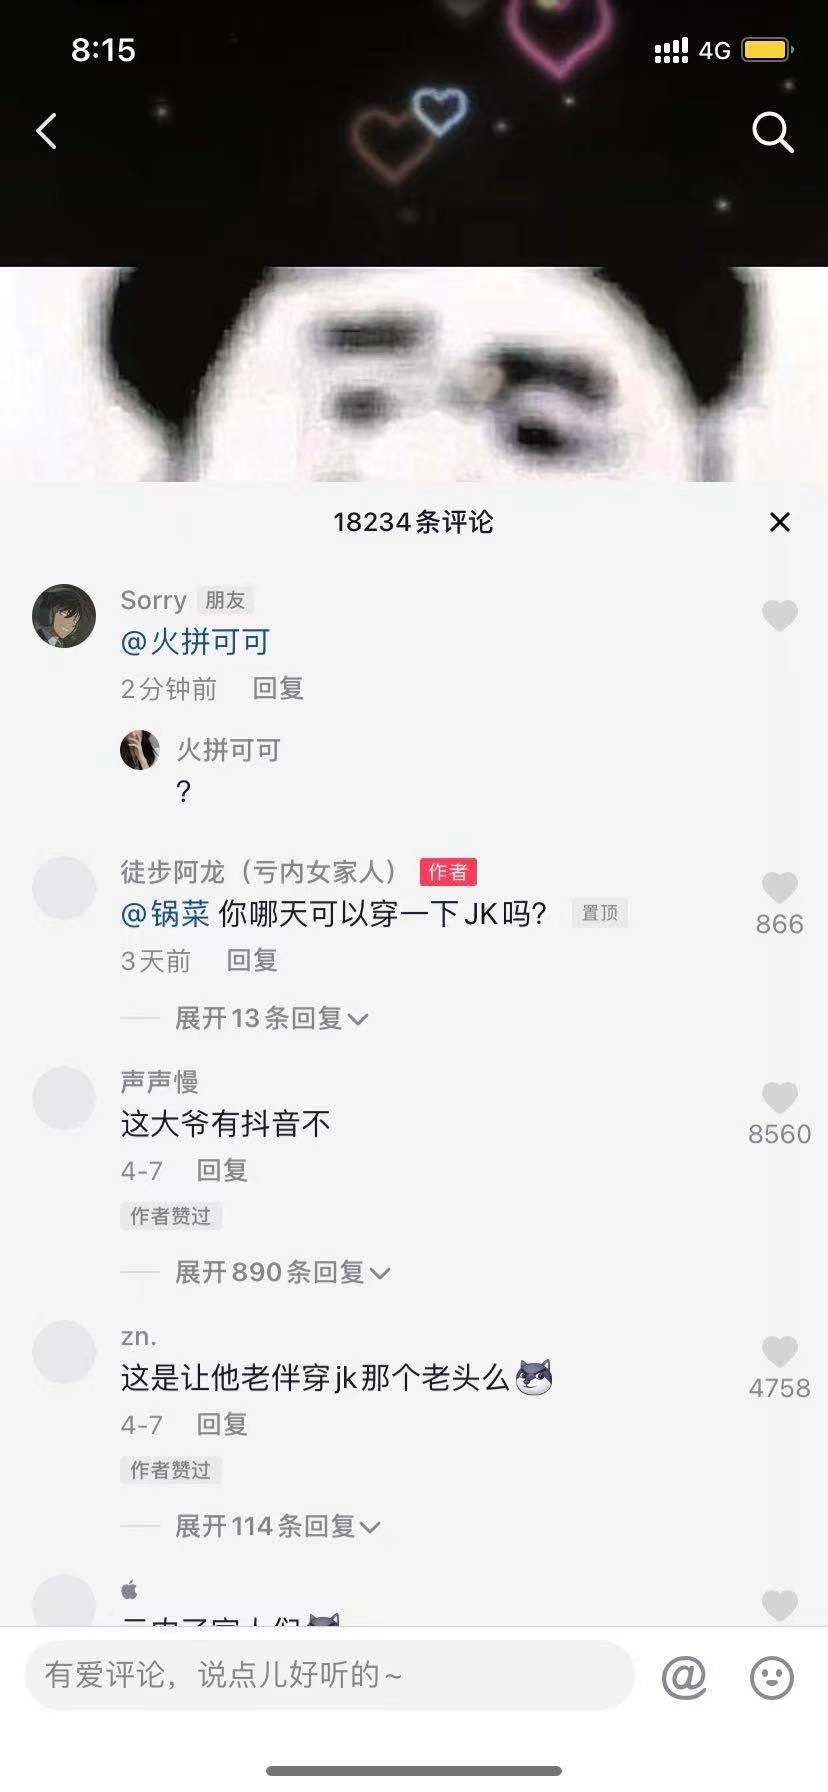 8:15
4G
18234条评论
Sorry 朋友
@火拼可可
2分钟前 回复
火拼可可
?
徒步阿龙（亏内女家人） 作者
@锅菜 你哪天可以穿一下JK吗? 置顶
866
3天前 回复
展开13条回复
声声慢
这大爷有抖音不
8560
4-7 回复
作者赞过
展开890条回复
zn.
这是让他老伴穿jk那个老头么
4758
4-7 回复
作者赞过
展开114条回复
有爱评论，说点儿好听的~